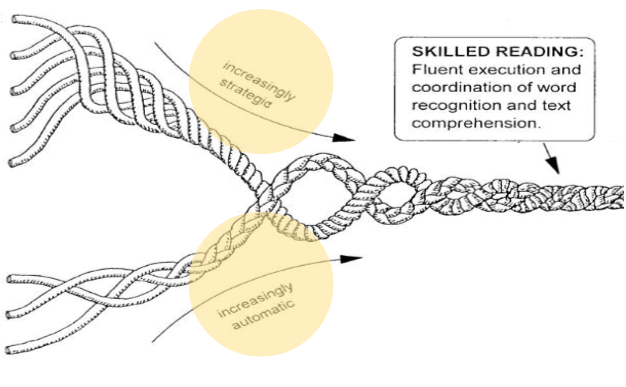 increasingly
strategic
SKILLED READING:
Fluent execution and
coordination of word
recognition and text
comprehension.
increasingly
automatic